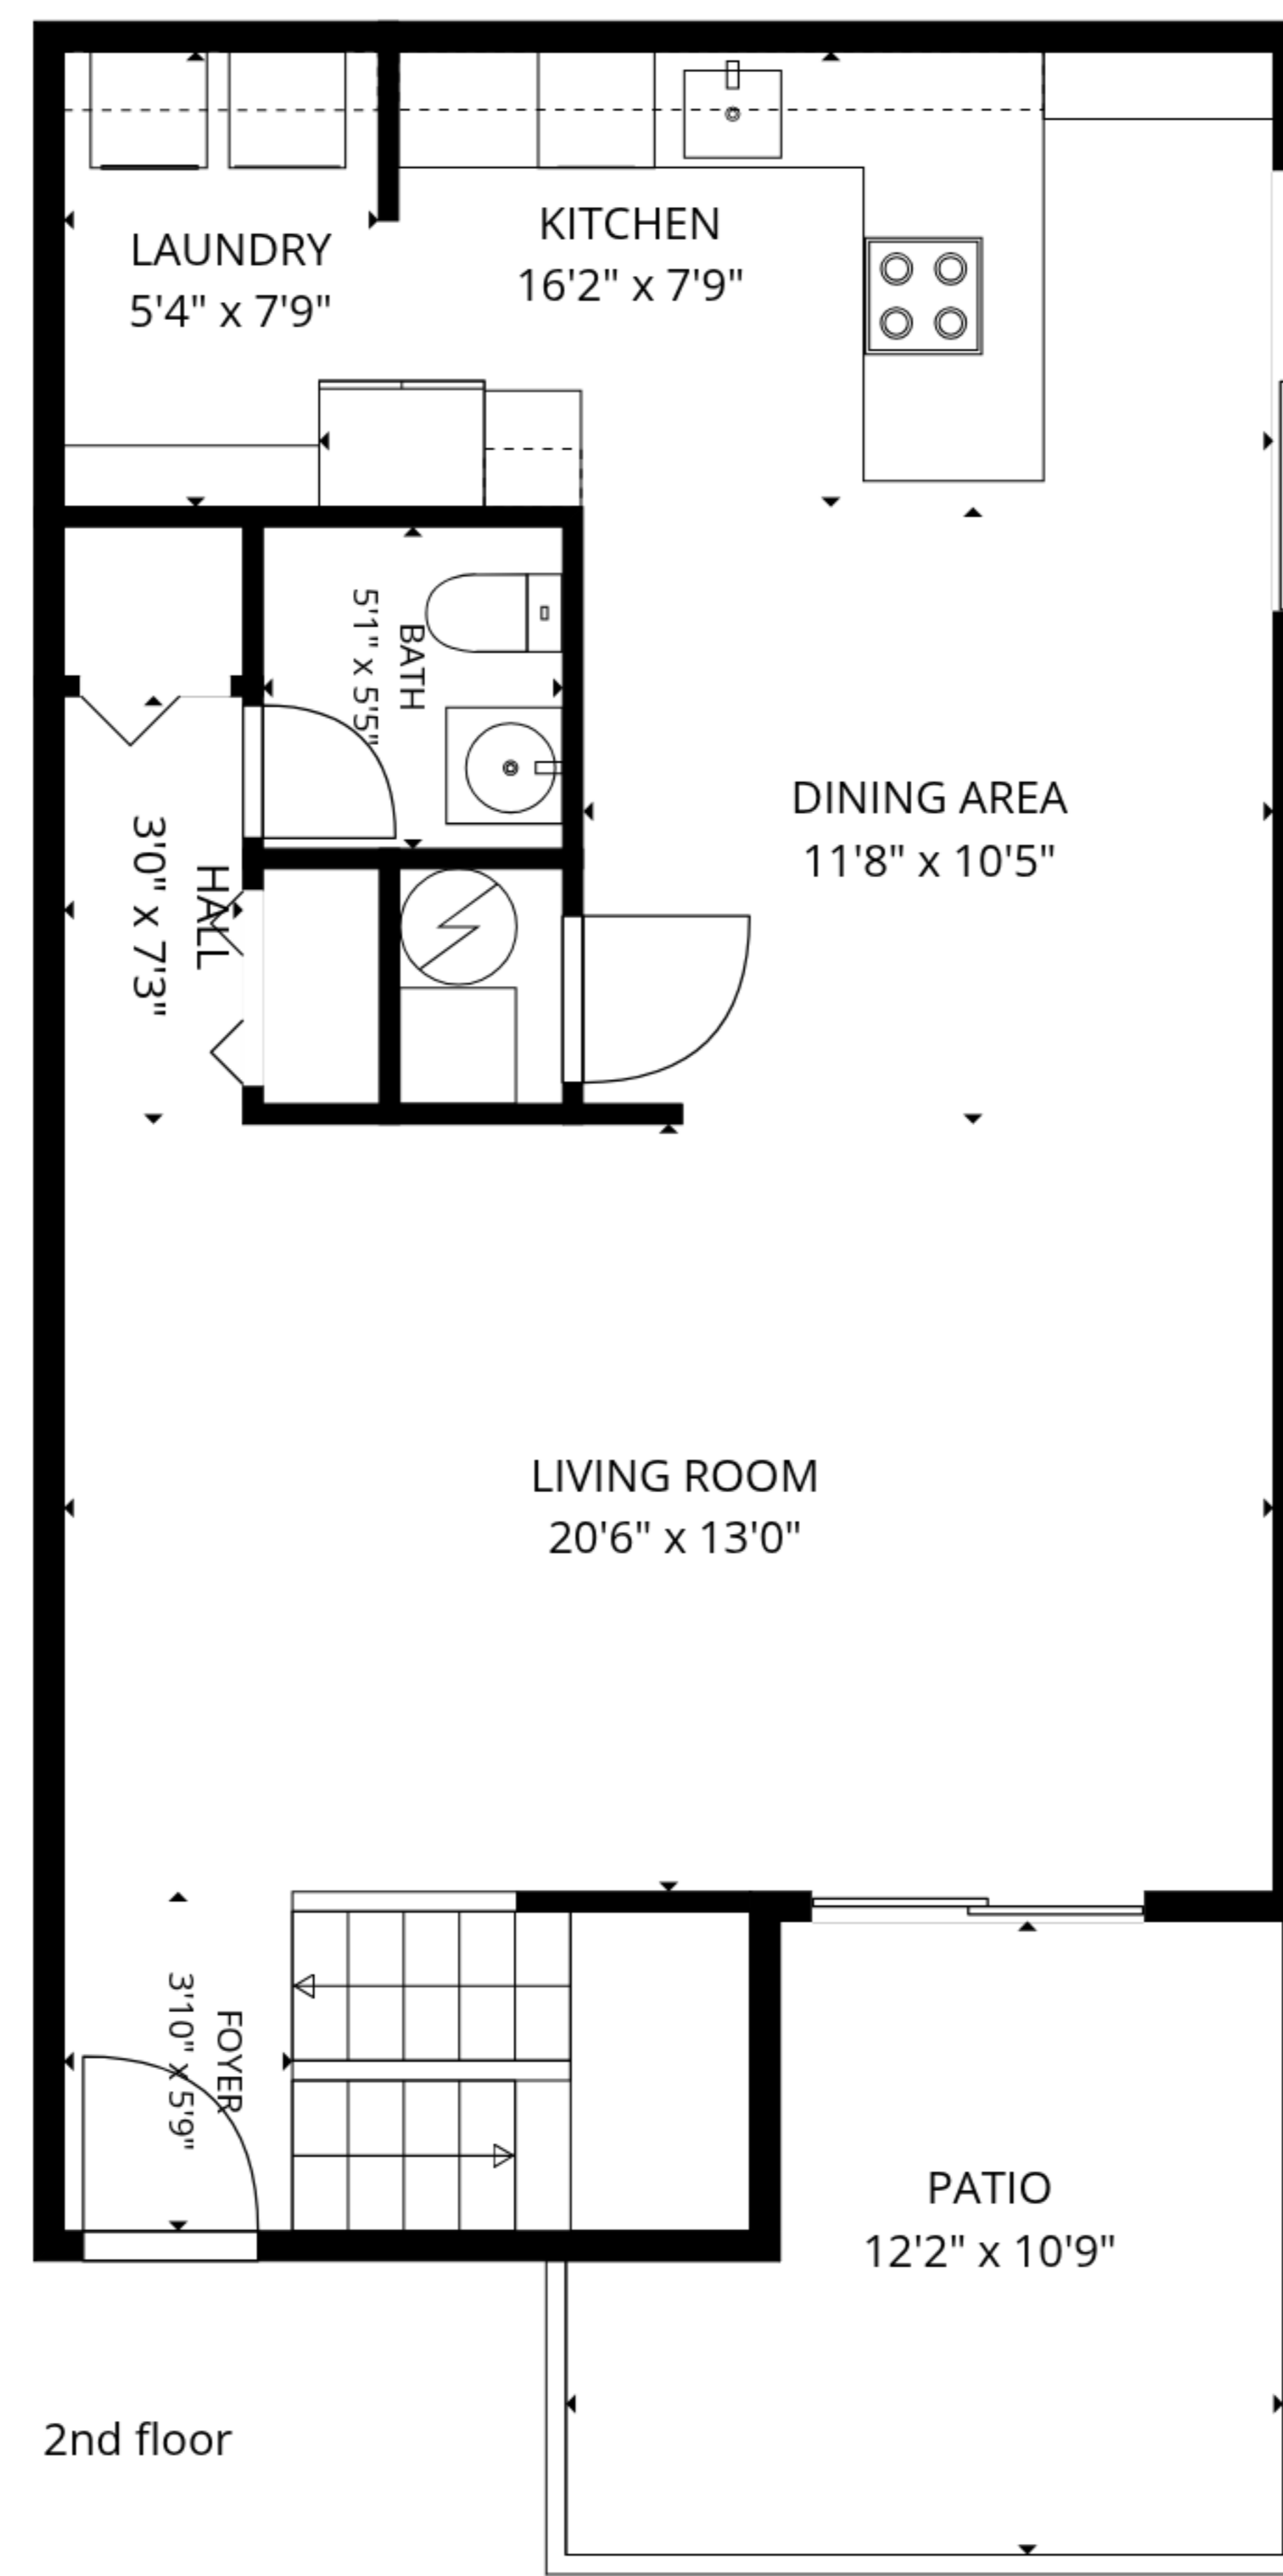 LAUNDRY
5'4" x 7'9"
KITCHEN
16'2" x 7'9"
BATH
5'1" x 5'5"
DINING AREA
11'8" x 10'5"
HALL
3'0" x 7'3"
LIVING ROOM
20'6" x 13'0"
FOYER
3'10" x 5'9"
PATIO
12'2" x 10'9"
2nd floor